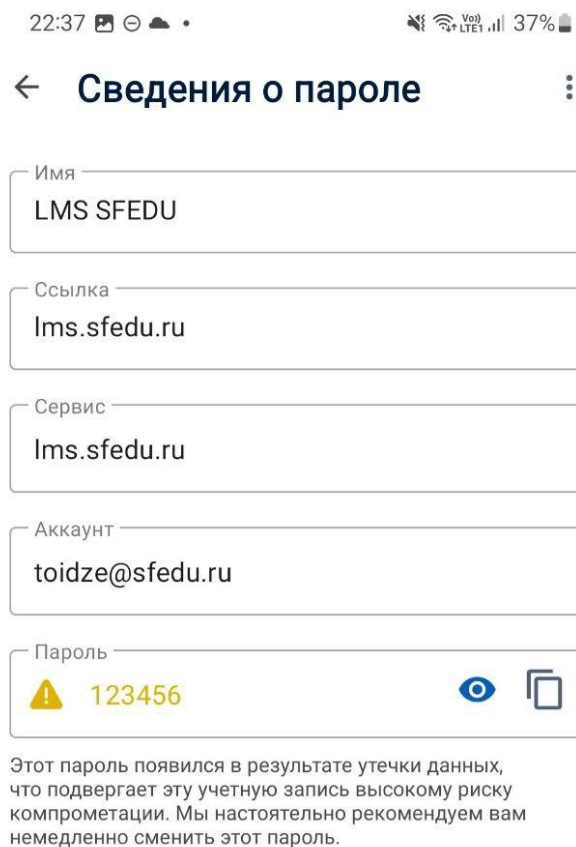 22:37 Vo)) LTE1 37%
Сведения о пароле
Имя
LMS SFEDU
Ссылка
lms.sfedu.ru
Сервис
lms.sfedu.ru
Аккаунт
toidze@sfedu.ru
Пароль
123456
Этот пароль появился в результате утечки данных,
что подвергает эту учетную запись высокому риску
компрометации. Мы настоятельно рекомендуем вам
немедленно сменить этот пароль.